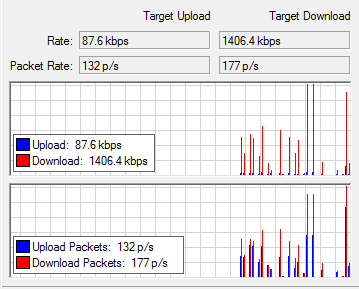 Target Upload Target Download
Rate: 87.6 kbps 1406.4 kbps
Packet Rate: 132 p/s 177 p/s
Upload: 87.6 kbps
Download: 1406.4 kbps
Upload Packets: 132 p/s
Download Packets: 177 p/s